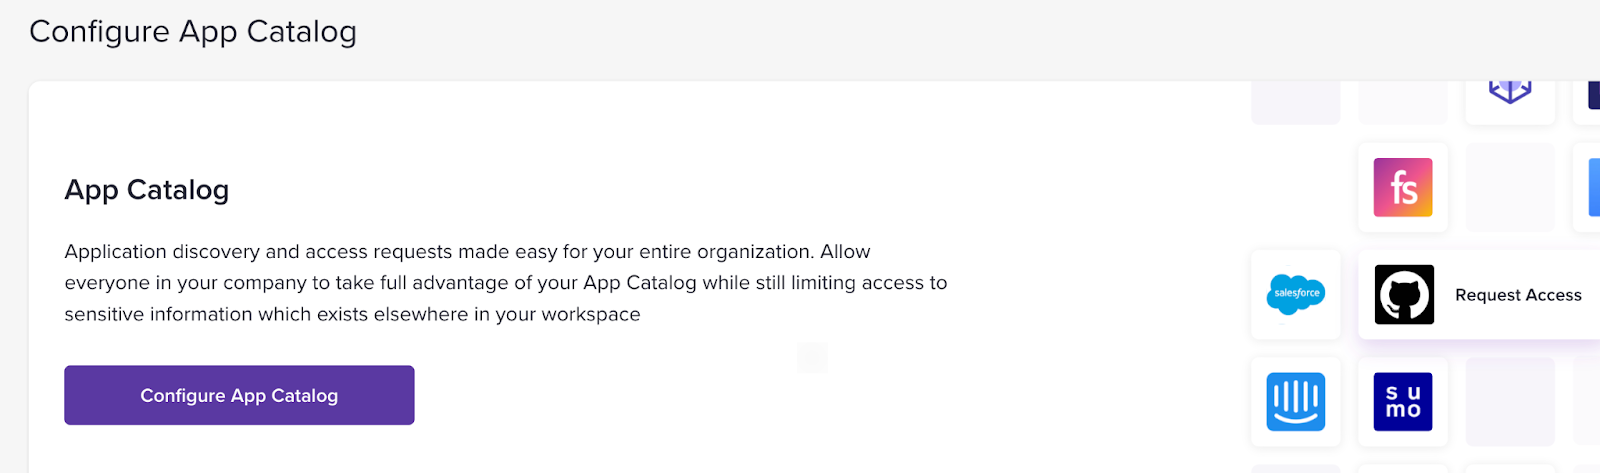 Configure App Catalog
App Catalog
Application discovery and access requests made easy for your entire organization. Allow
everyone in your company to take full advantage of your App Catalog while still limiting access to
sensitive information which exists elsewhere in your workspace
Configure App Catalog
fs
salesforce
Request Access
su
mo